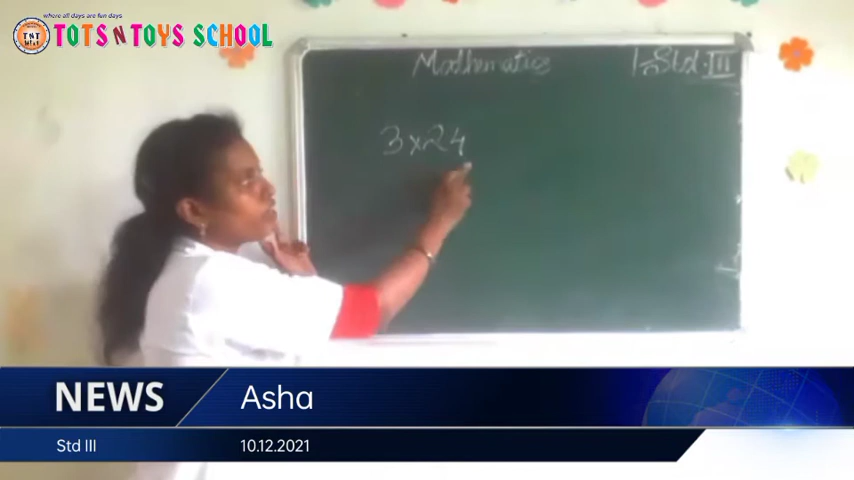 where all days are fun days
TNT
TOTS N TOYS SCHOOL
Mathematics
Std. III
3x24
NEWS
Asha
Std III
10.12.2021